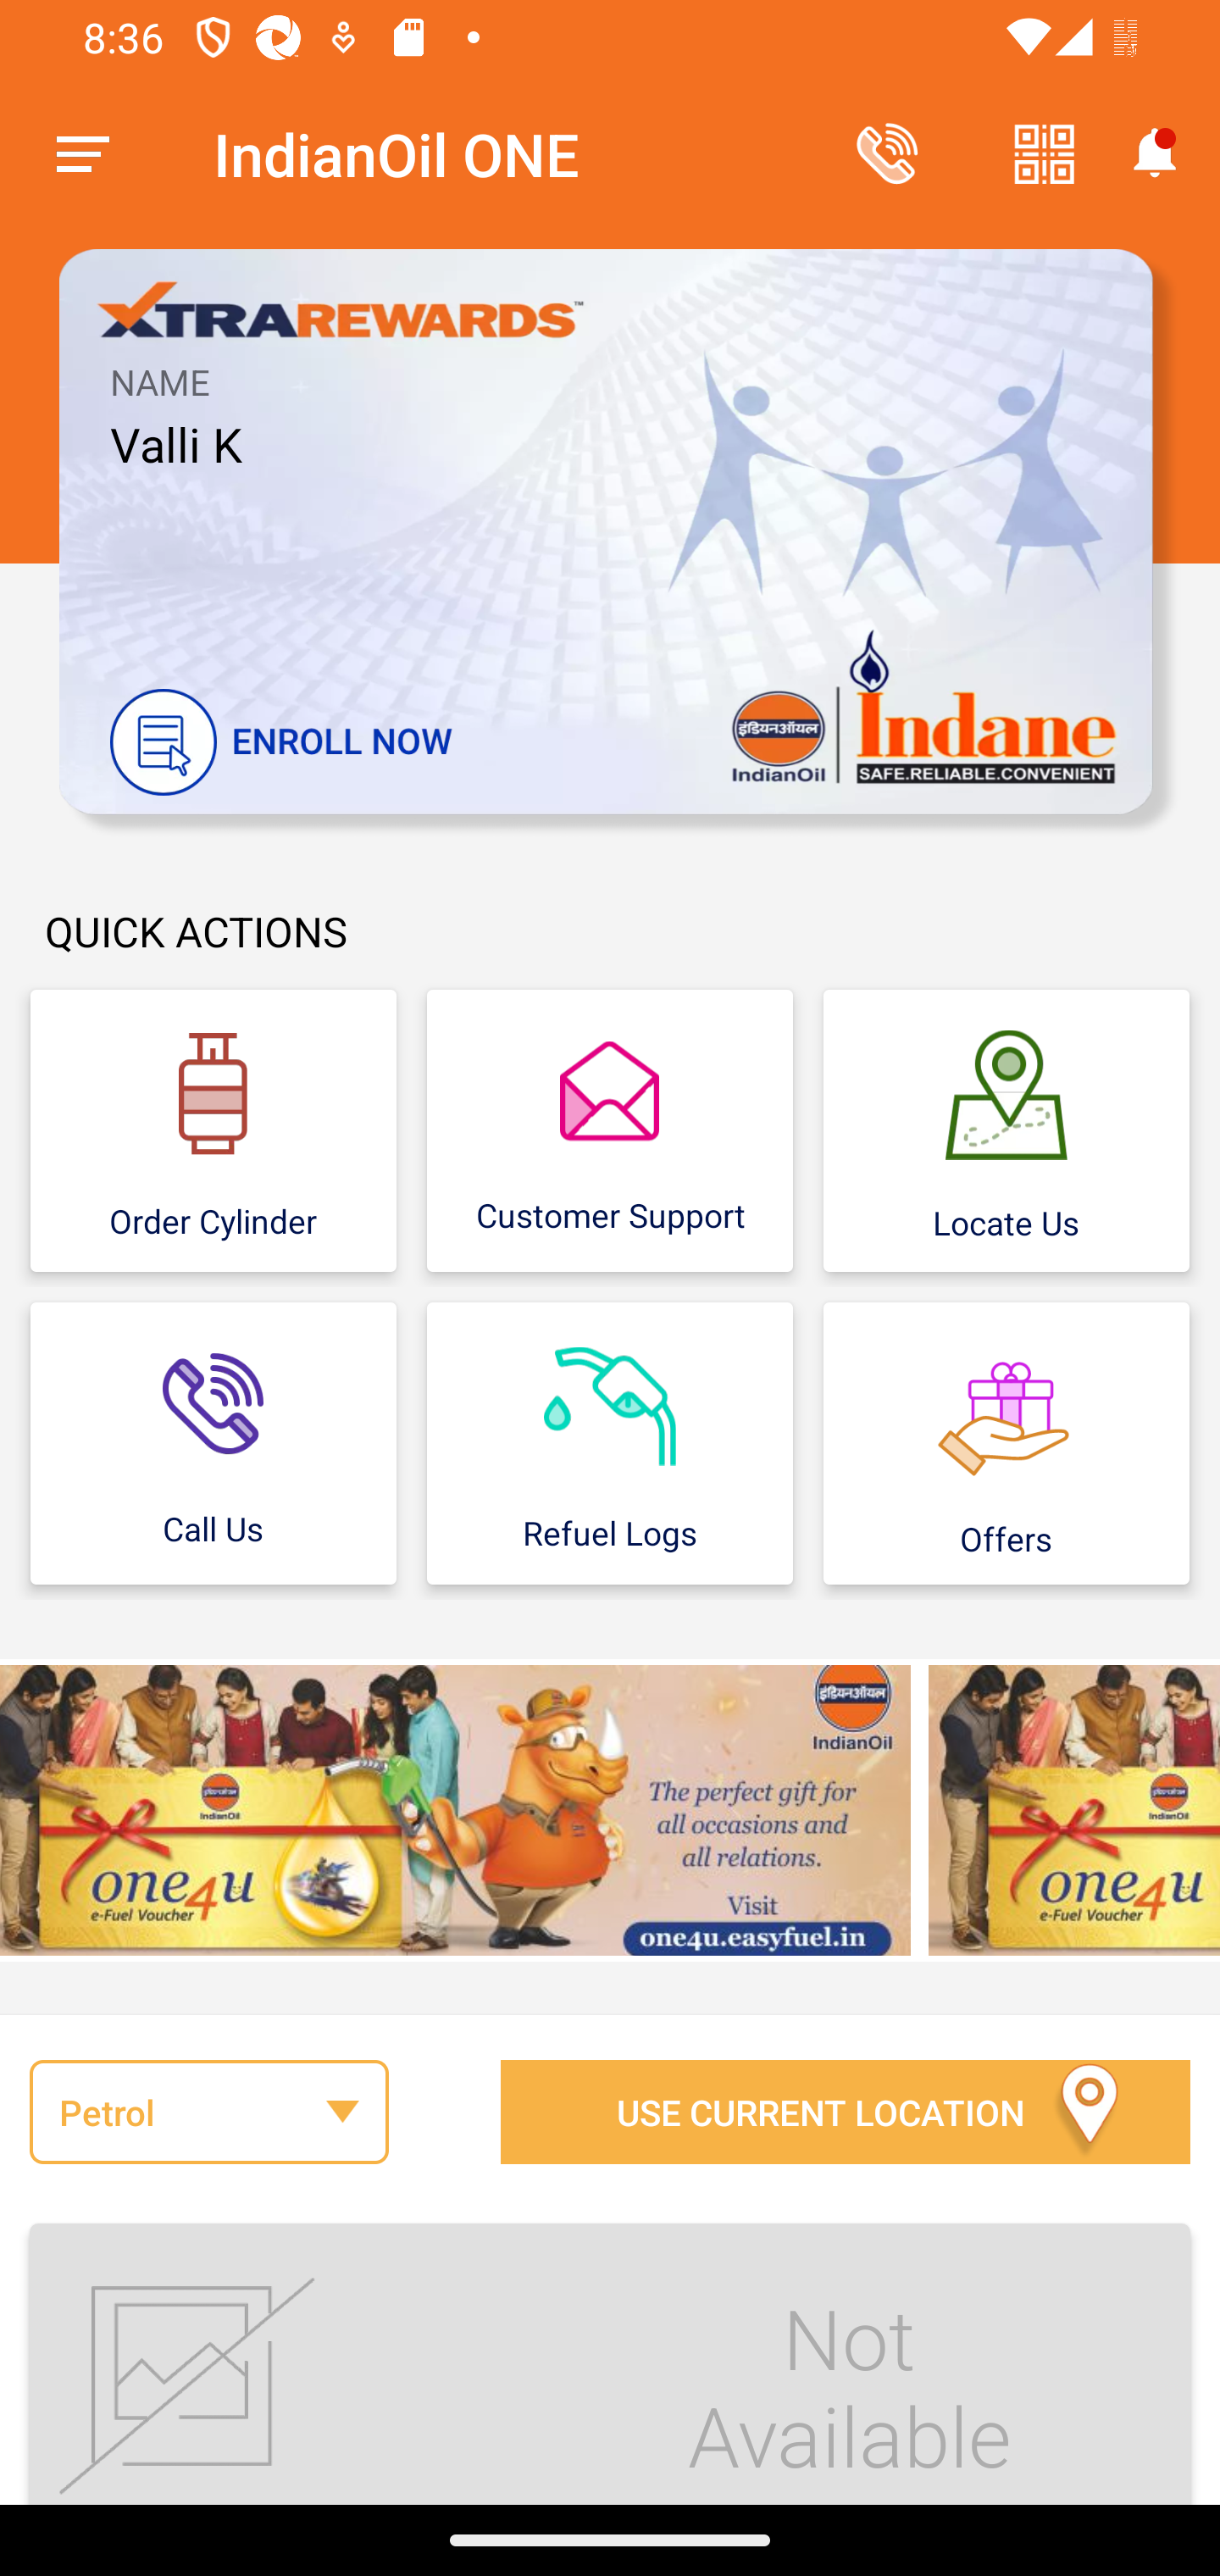 8:36
IndianOil ONE
XTRAREWARDS™
NAME
Valli K
ENROLL NOW
इंडियनऑयल
IndianOil
Indane
SAFE.RELIABLE.CONVENIENT
QUICK ACTIONS
Order Cylinder
Customer Support
Locate Us
Call Us
Refuel Logs
Offers
इंडियनऑयल
IndianOil
The perfect gift for
all occasions and
all relations.
Visit
one4u.easyfuel.in
IndianOil
one4u
e-Fuel Voucher
IndianOil
one4u
e-Fuel Voucher
Petrol
USE CURRENT LOCATION
Not
Available